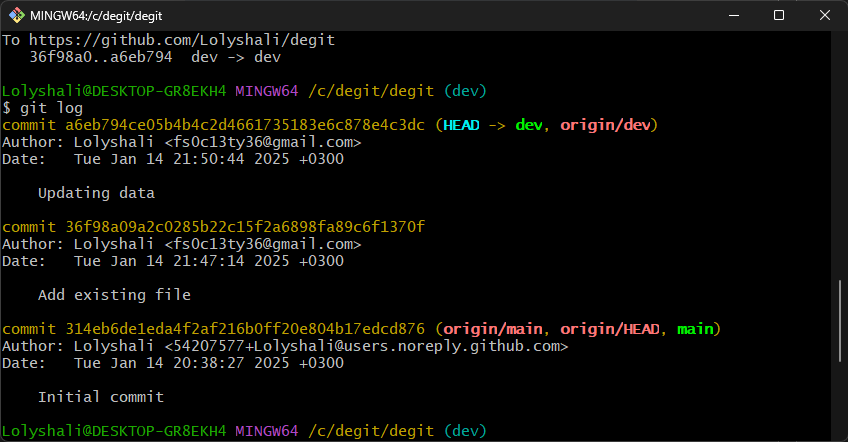 MINGW64:/c/degit/degit
To https://github.com/Lolyshali/degit
   36f98a0..a6eb794  dev -> dev
Lolyshali@DESKTOP-GR8EKH4 MINGW64 /c/degit/degit (dev)
$ git log
commit a6eb794ce05b4b4c2d4661735183e6c878e4c3dc (HEAD -> dev, origin/dev)
Author: Lolyshali <fs0c13ty36@gmail.com>
Date:   Tue Jan 14 21:50:44 2025 +0300
    Updating data
commit 36f98a09a2c0285b22c15f2a6898fa89c6f1370f
Author: Lolyshali <fs0c13ty36@gmail.com>
Date:   Tue Jan 14 21:47:14 2025 +0300
    Add existing file
commit 314eb6de1eda4f2af216b0ff20e804b17edcd876 (origin/main, origin/HEAD, main)
Author: Lolyshali <54207577+Lolyshali@users.noreply.github.com>
Date:   Tue Jan 14 20:38:27 2025 +0300
    Initial commit
Lolyshali@DESKTOP-GR8EKH4 MINGW64 /c/degit/degit (dev)